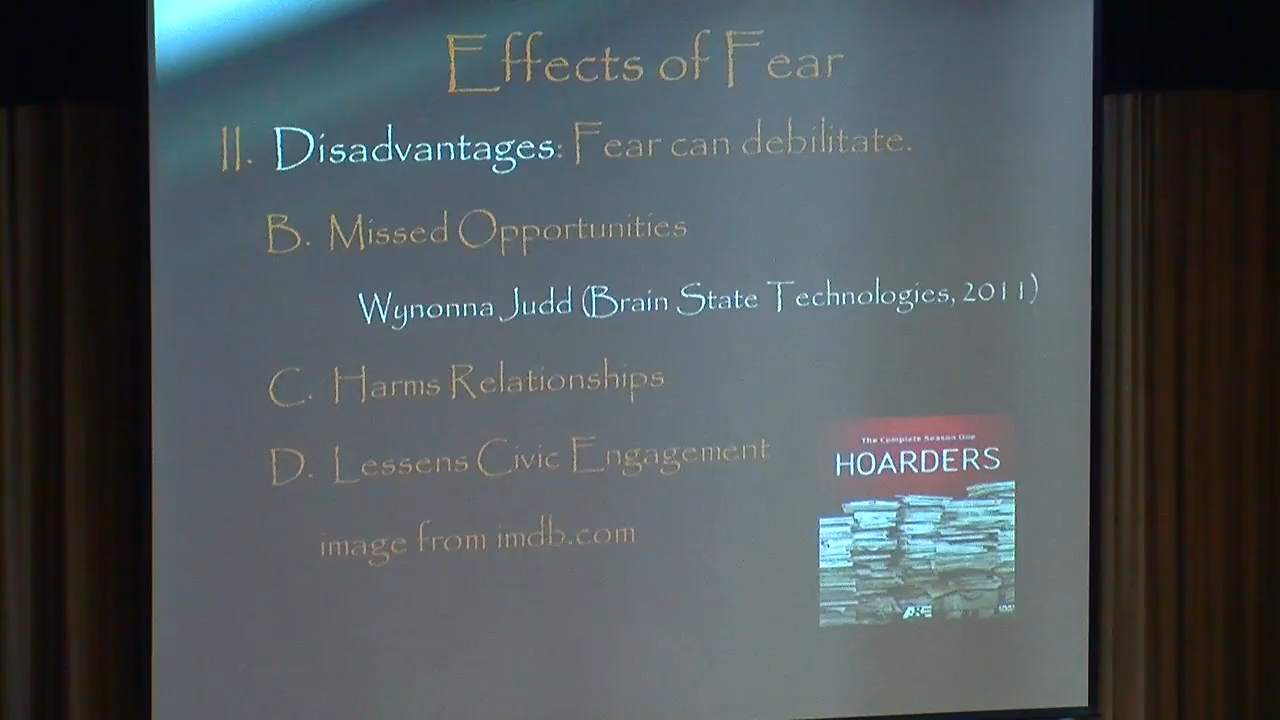 Effects of Fear
II. Disadvantages: Fear can debilitate.
B. Missed Opportunities
Wynonna Judd (Brain State Technologies, 2011)
C. Harms Relationships
D. Lessens Civic Engagement
image from imdb.com
The Complete Season One
HOARDERS
A&E